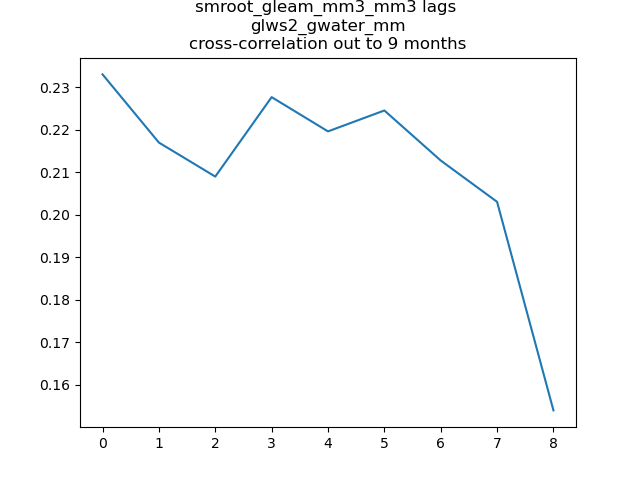 smroot_gleam_mm3_mm3 lags
glws2_gwater_mm
cross-correlation out to 9 months
0.23
0.22
0.21
0.20
0.19
0.18
0.17
0.16
0 1 2 3 4 5 6 7 8